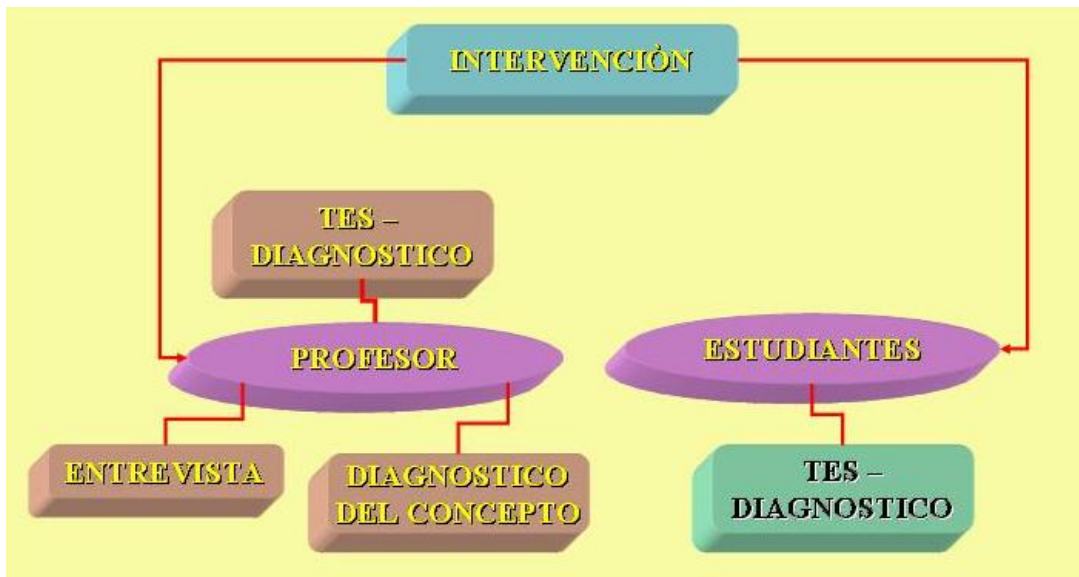 INTERVENCIÒN
TES –
DIAGNOSTICO
PROFESOR
ESTUDIANTES
ENTREVISTA
DIAGNOSTICO
DEL CONCEPTO
TES –
DIAGNOSTICO